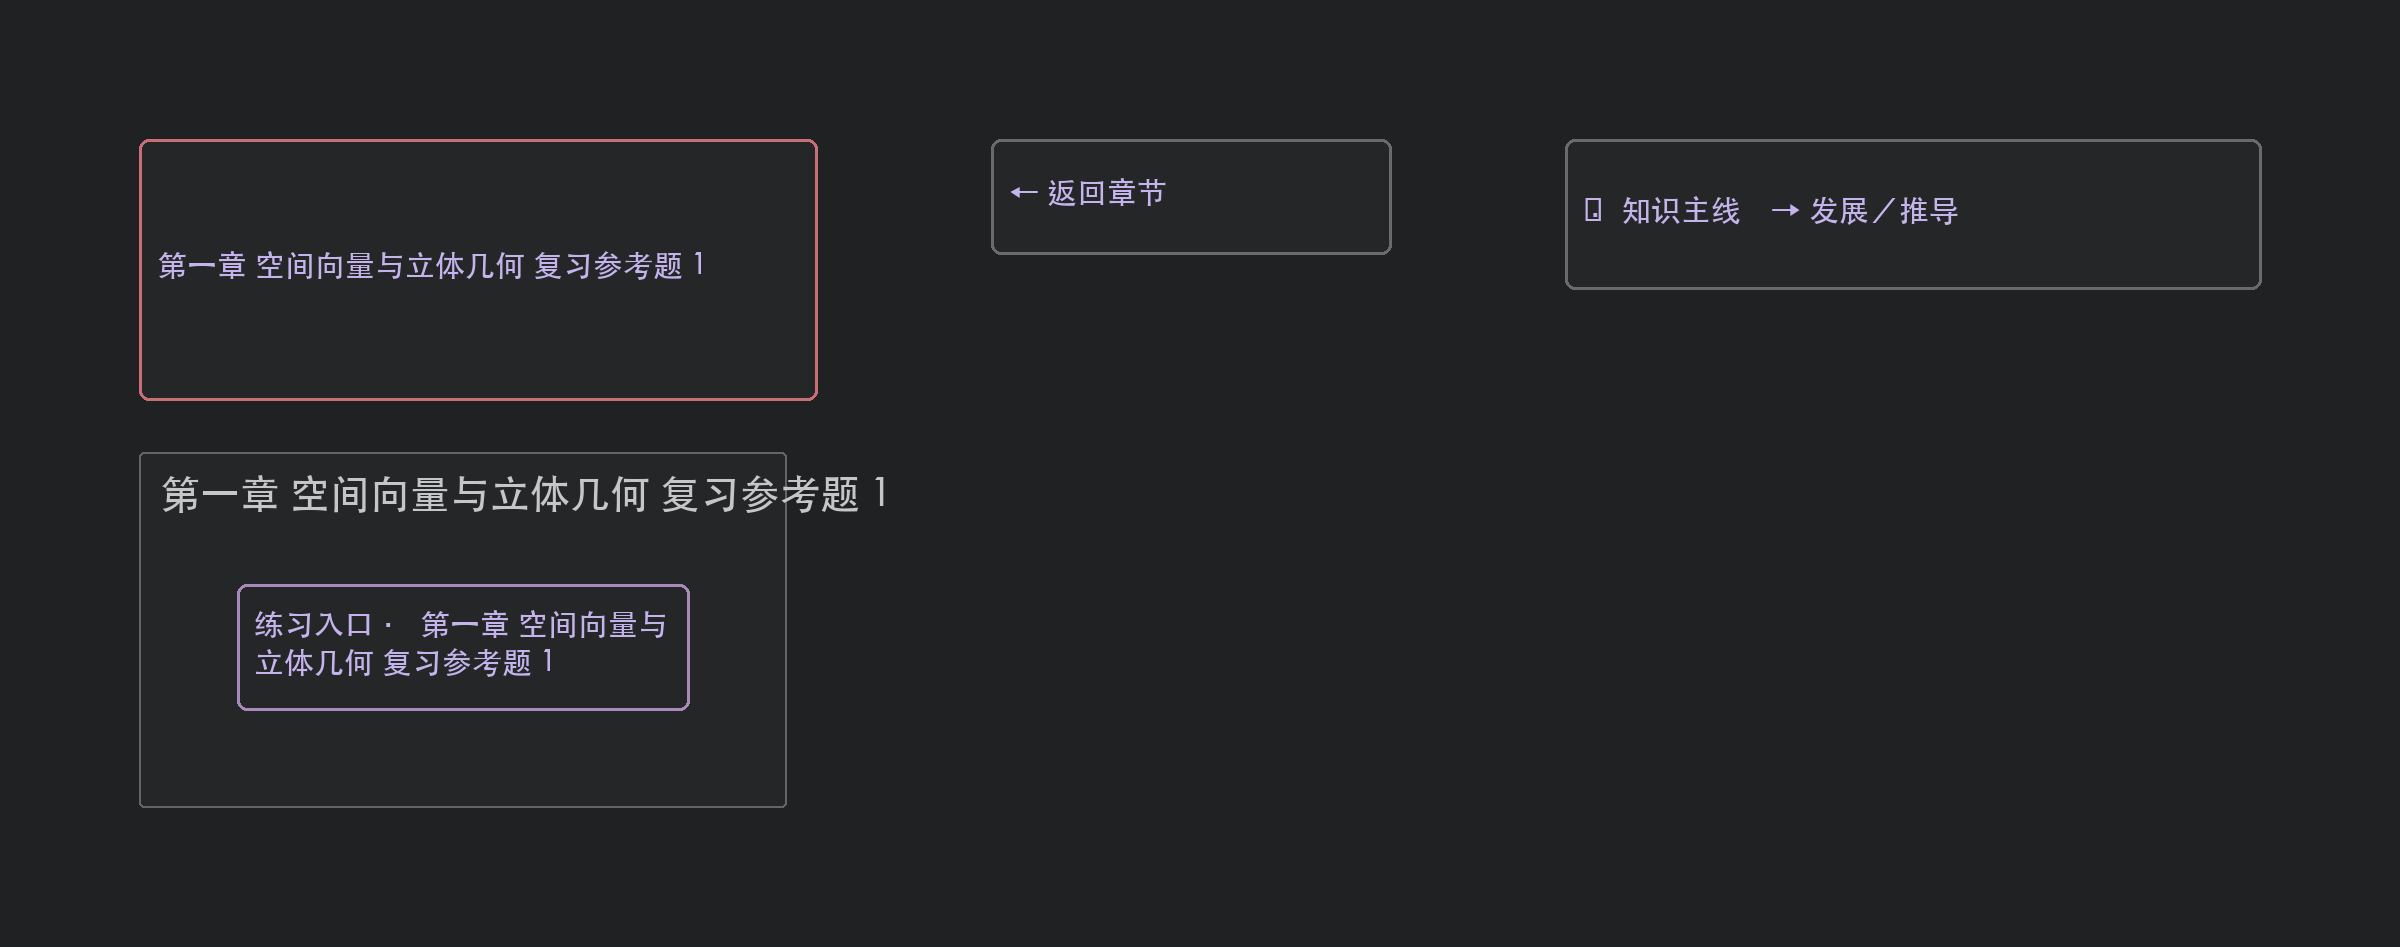 第一章 空间向量与立体几何 复习参考题 1
← 返回章节
知识主线 → 发展／推导
第一章 空间向量与立体几何 复习参考题 1
练习入口 · 第一章 空间向量与
立体几何 复习参考题 1